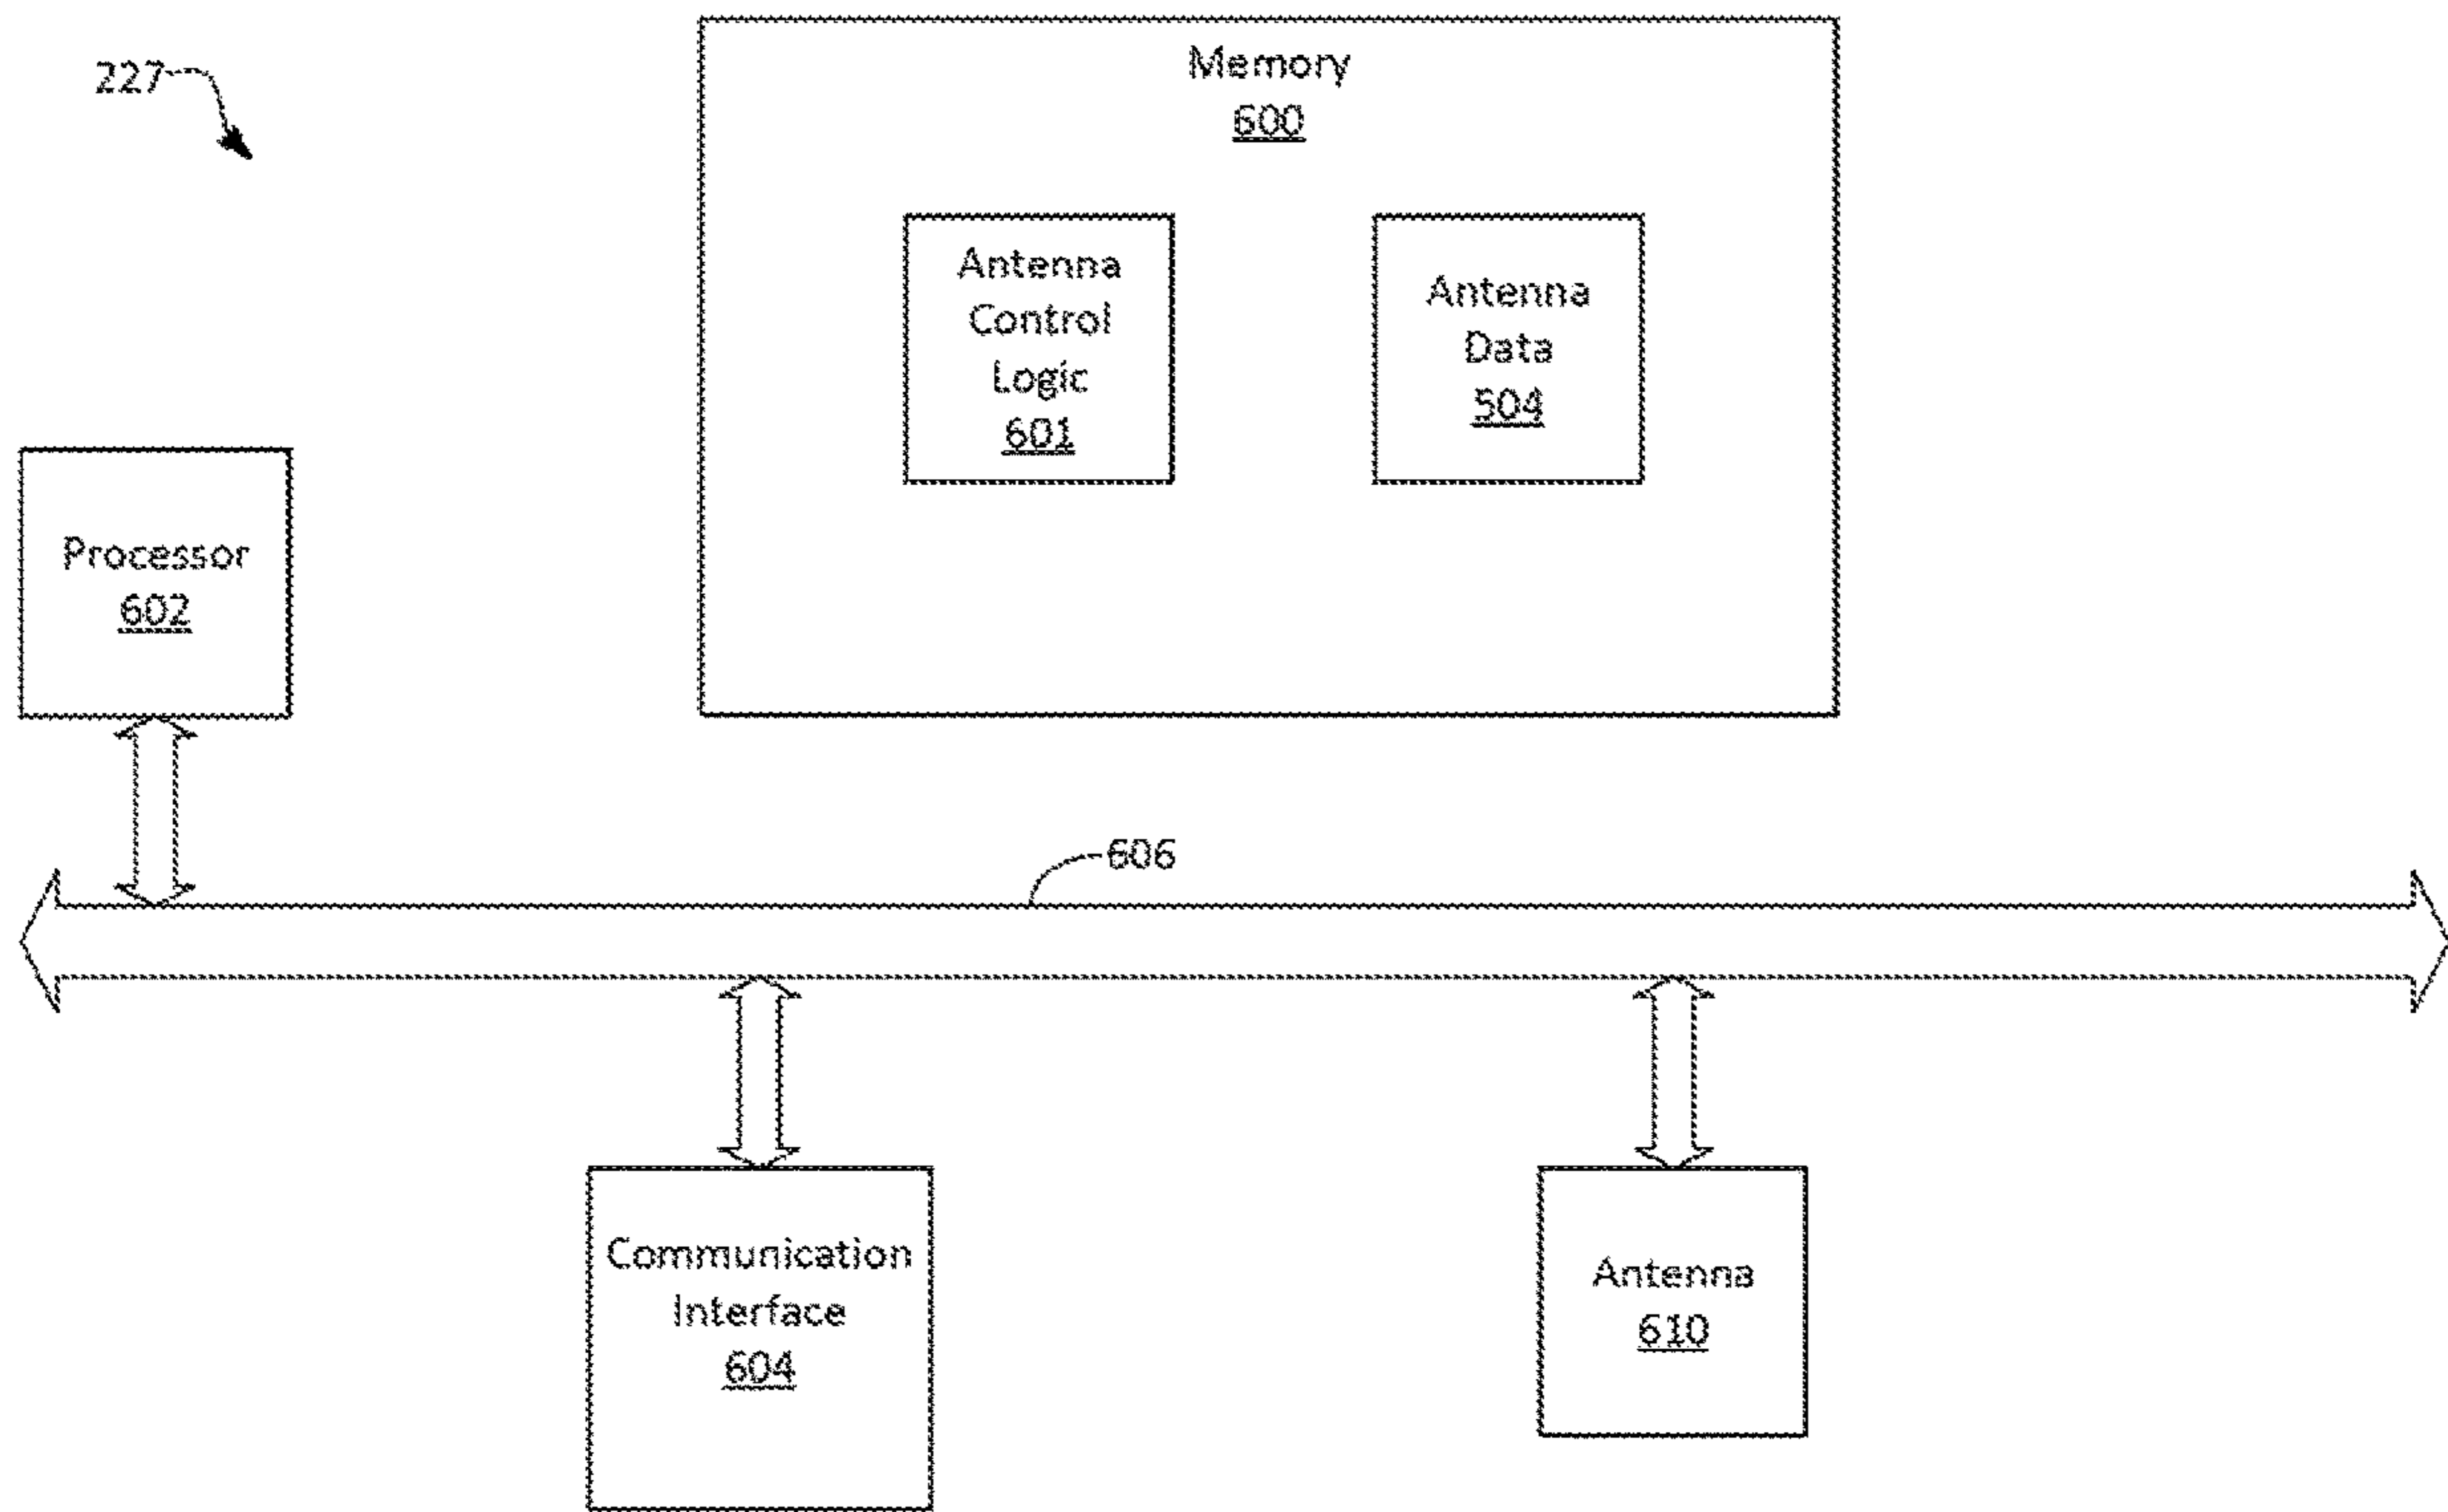 227
Memory
600
Antenna
Control
Logic
601
Antenna
Data
504
Processor
602
606
Communication
Interface
604
Antenna
610